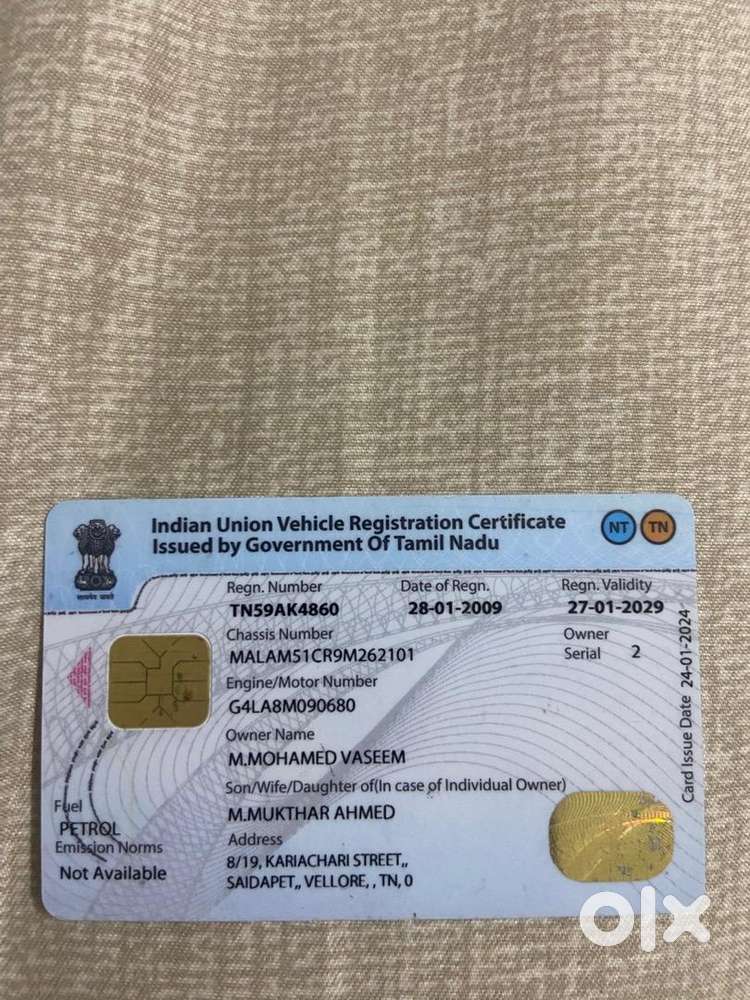 Indian Union Vehicle Registration Certificate
Issued by Government Of Tamil Nadu
NT TN
सत्यमेव जयते
Regn. Number Date of Regn. Regn. Validity
TN59AK4860 28-01-2009 27-01-2029
Chassis Number
MALAM51CR9M262101
Owner
Serial 2
Engine/Motor Number
G4LA8M090680
Owner Name
M.MOHAMED VASEEM
Son/Wife/Daughter of(In case of Individual Owner)
M.MUKTHAR AHMED
Address
8/19, KARIACHARI STREET,,
SAIDAPET,, VELLORE, , TN, 0
Fuel
PETROL
Emission Norms
Not Available
Card Issue Date 24-01-2024
olx